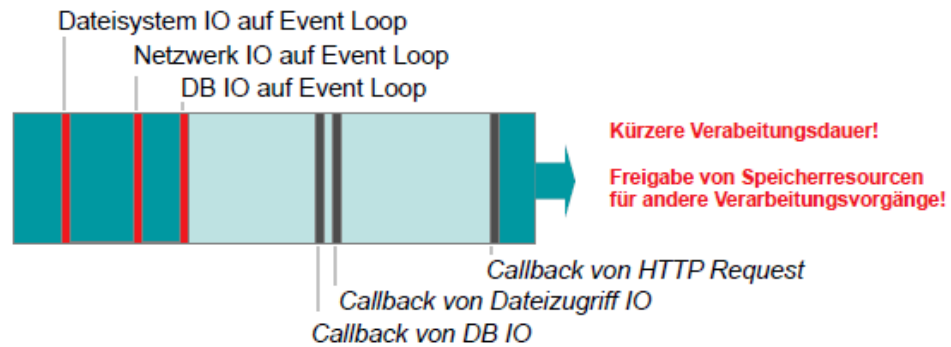 Dateisystem IO auf Event Loop
Netzwerk IO auf Event Loop
DB IO auf Event Loop
Kürzere Verabeitungsdauer!
Freigabe von Speicherresourcen
für andere Verarbeitungsvorgänge!
Callback von HTTP Request
Callback von Dateizugriff IO
Callback von DB IO